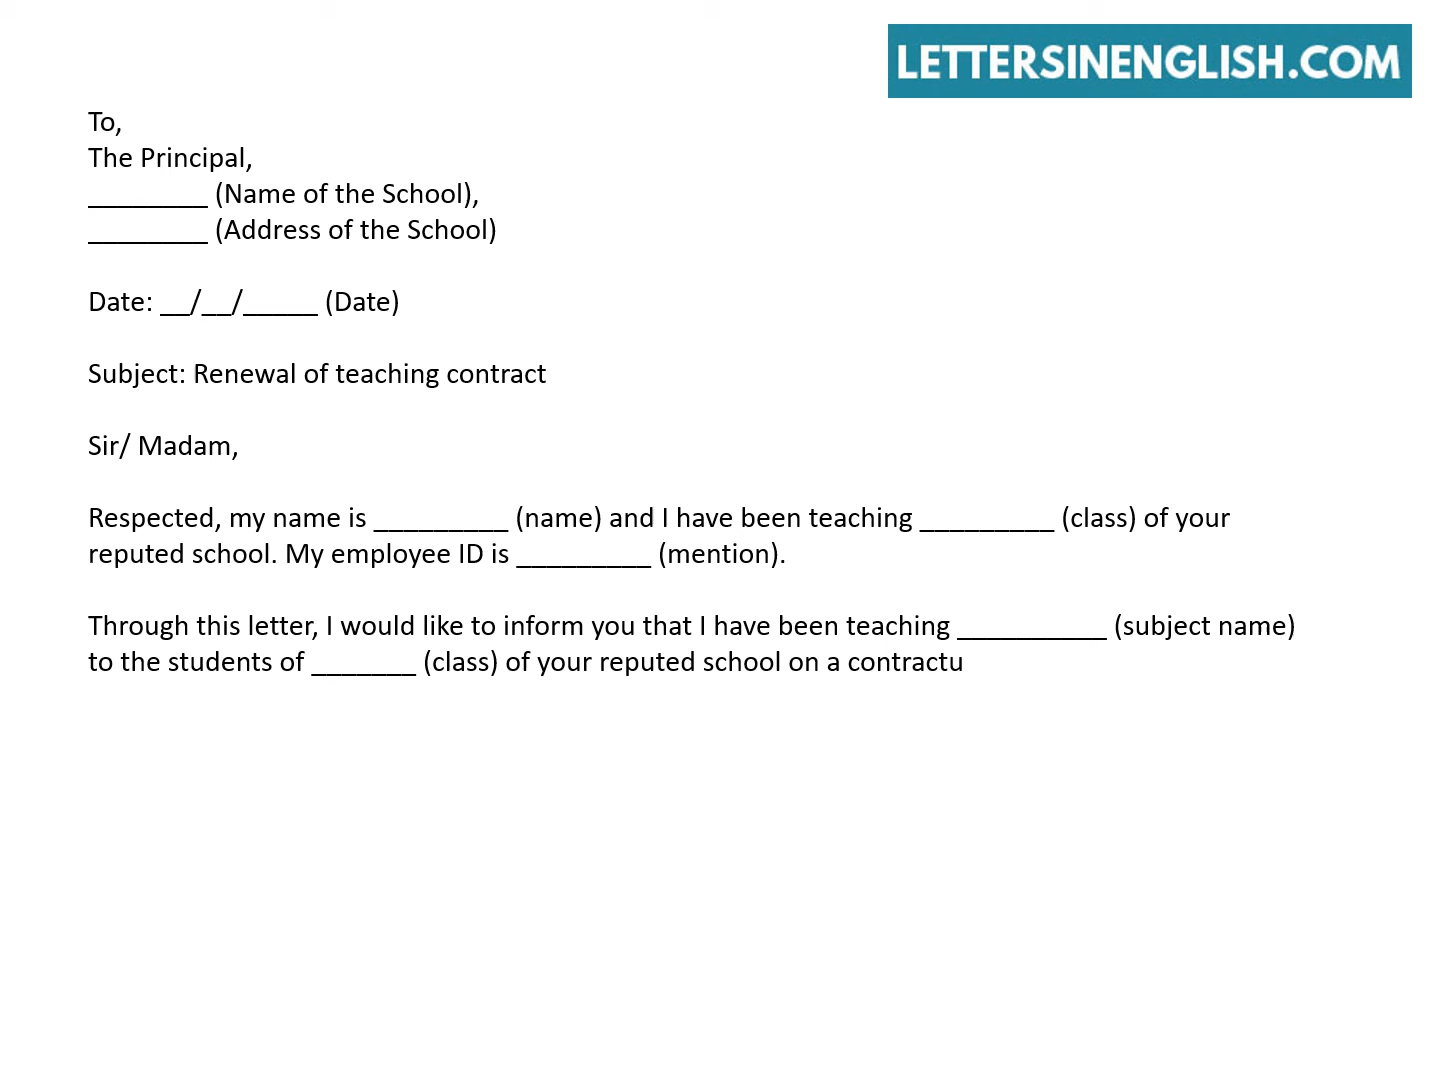 LETTERSINENGLISH.COM
To,
The Principal,
________ (Name of the School),
________ (Address of the School)
Date: __/__/_____ (Date)
Subject: Renewal of teaching contract
Sir/ Madam,
Respected, my name is _________ (name) and I have been teaching _________ (class) of your
reputed school. My employee ID is _________ (mention).
Through this letter, I would like to inform you that I have been teaching __________ (subject name)
to the students of _______ (class) of your reputed school on a contractu